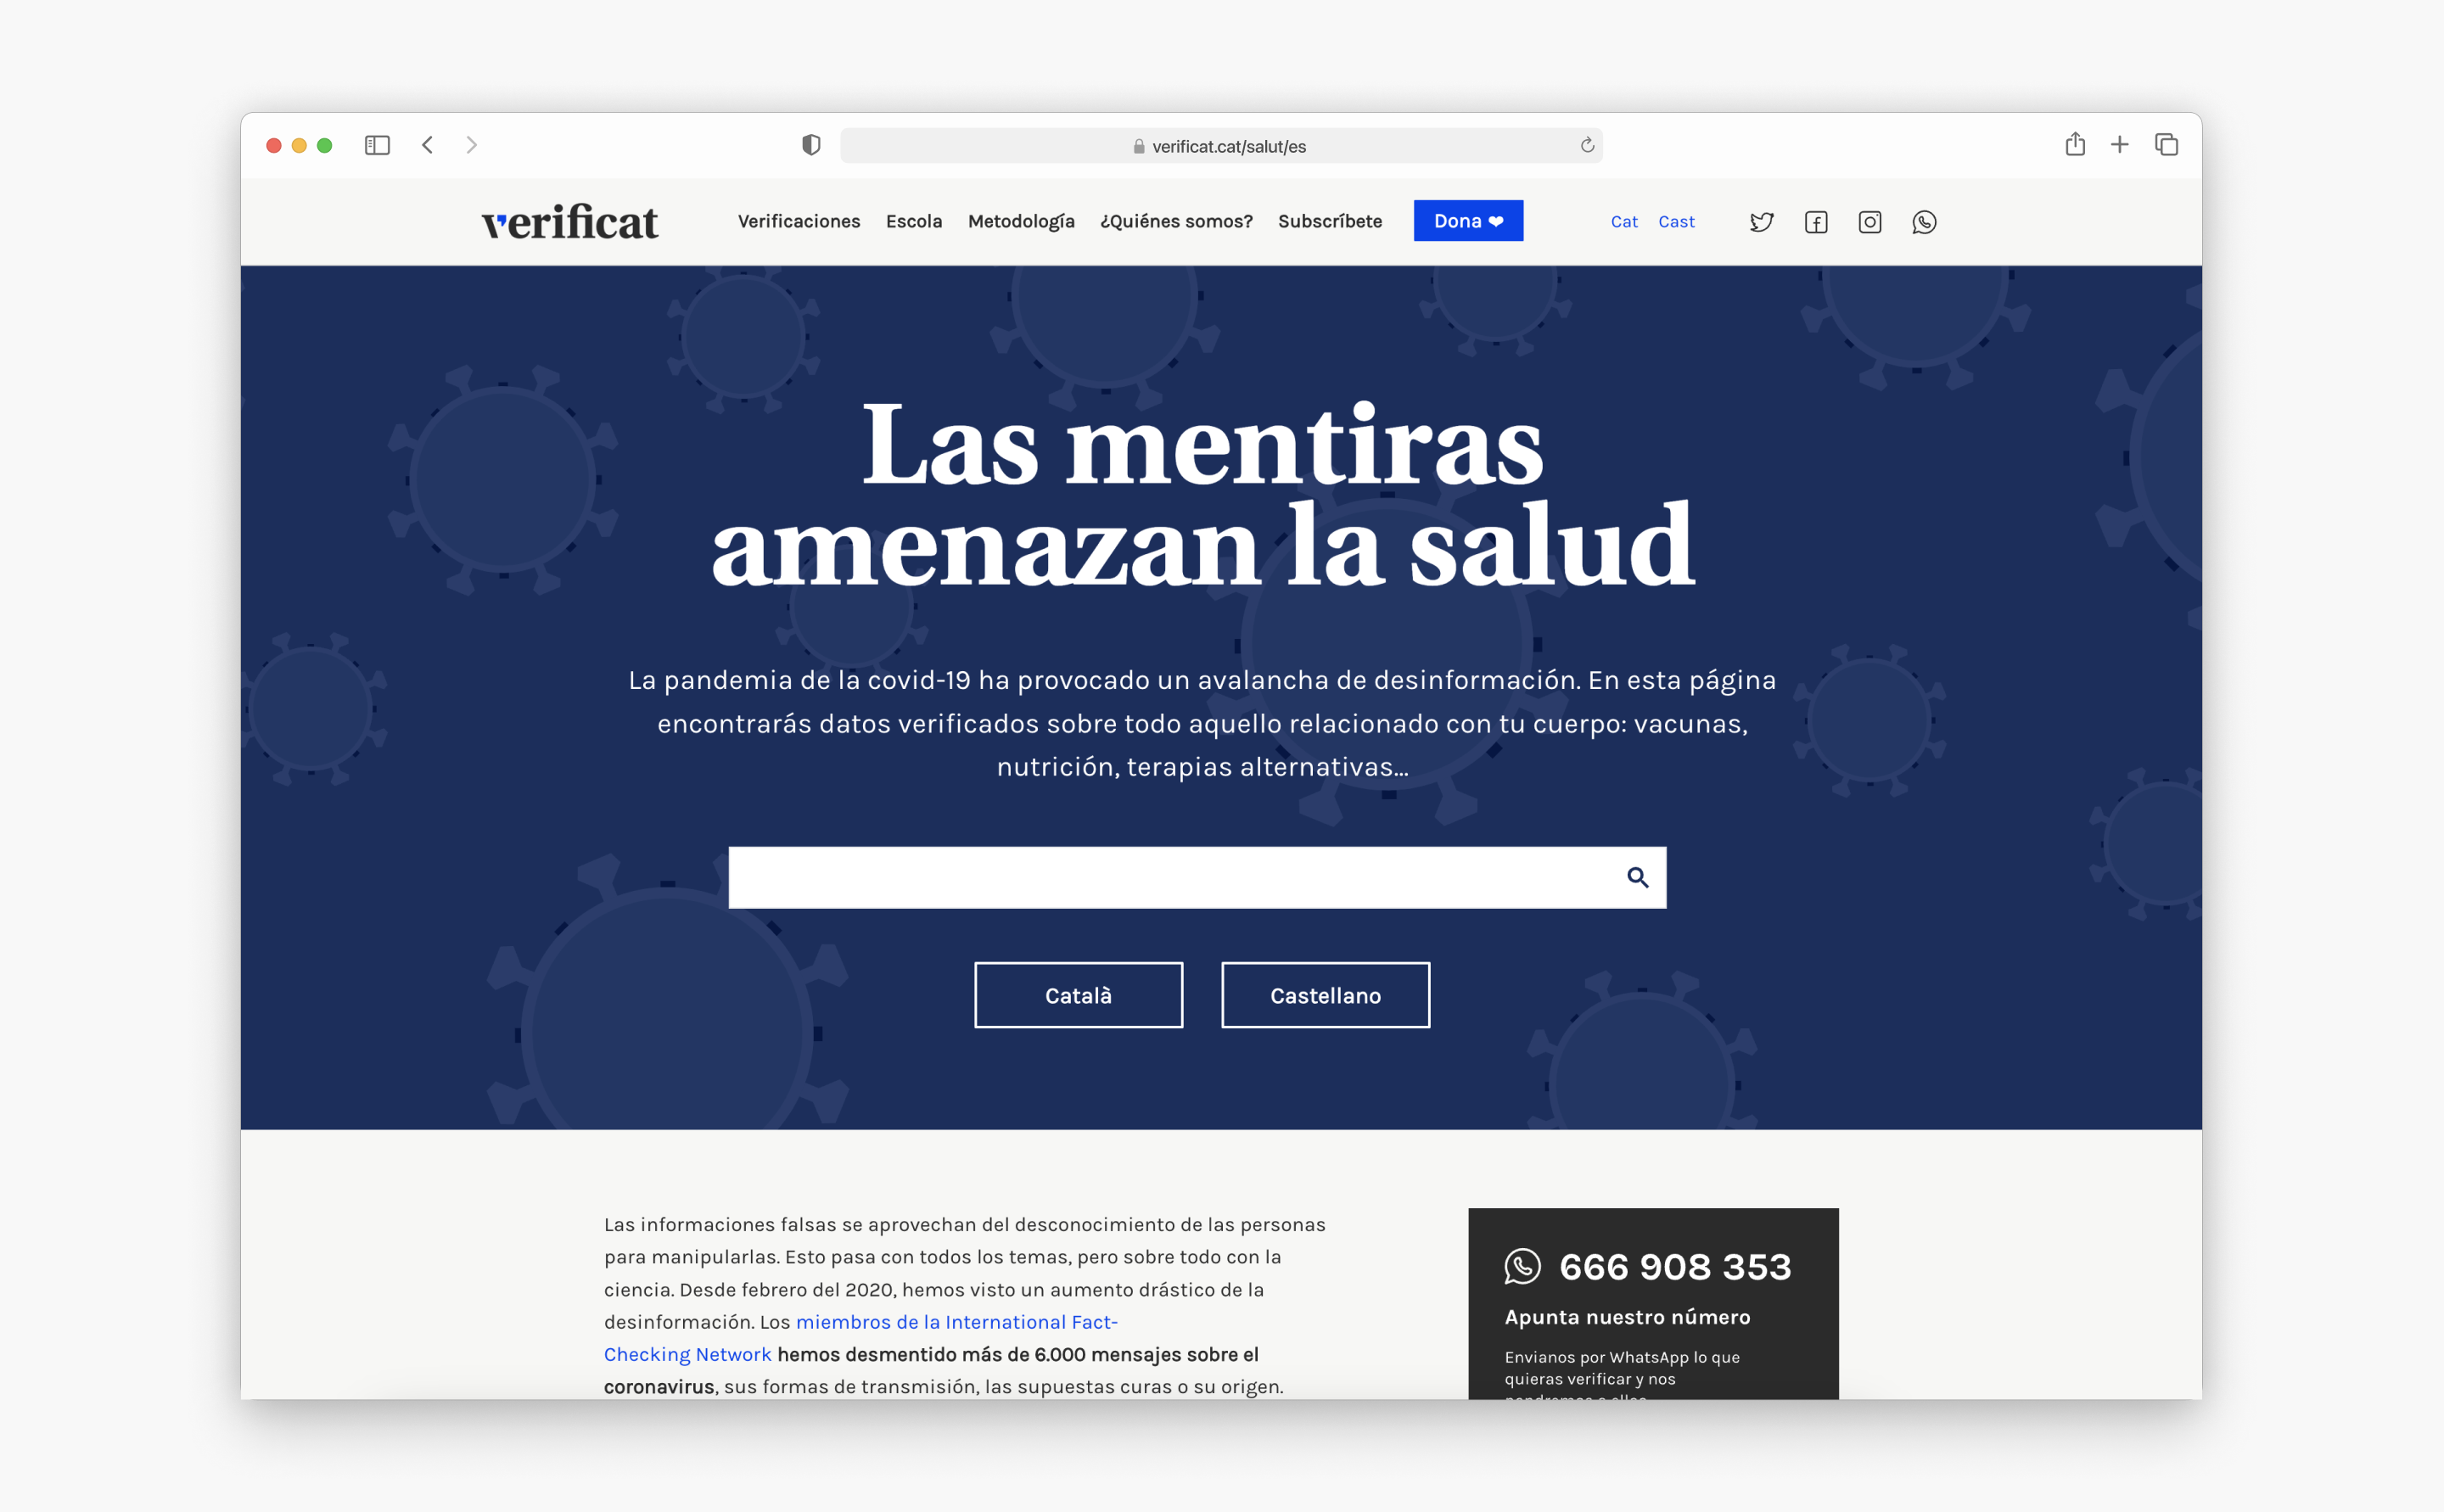 verificat.cat/salut/es
verificat
Verificaciones Escola Metodología ¿Quiénes somos? Subscríbete Dona ❤ Cat Cast
Las mentiras
amenazan la salud
La pandemia de la covid-19 ha provocado un avalancha de desinformación. En esta página
encontrarás datos verificados sobre todo aquello relacionado con tu cuerpo: vacunas,
nutrición, terapias alternativas...
Català Castellano
Las informaciones falsas se aprovechan del desconocimiento de las personas
para manipularlas. Esto pasa con todos los temas, pero sobre todo con la
ciencia. Desde febrero del 2020, hemos visto un aumento drástico de la
desinformación. Los miembros de la International Fact-
Checking Network hemos desmentido más de 6.000 mensajes sobre el
coronavirus, sus formas de transmisión, las supuestas curas o su origen.
666 908 353
Apunta nuestro número
Envianos por WhatsApp lo que
quieras verificar y nos